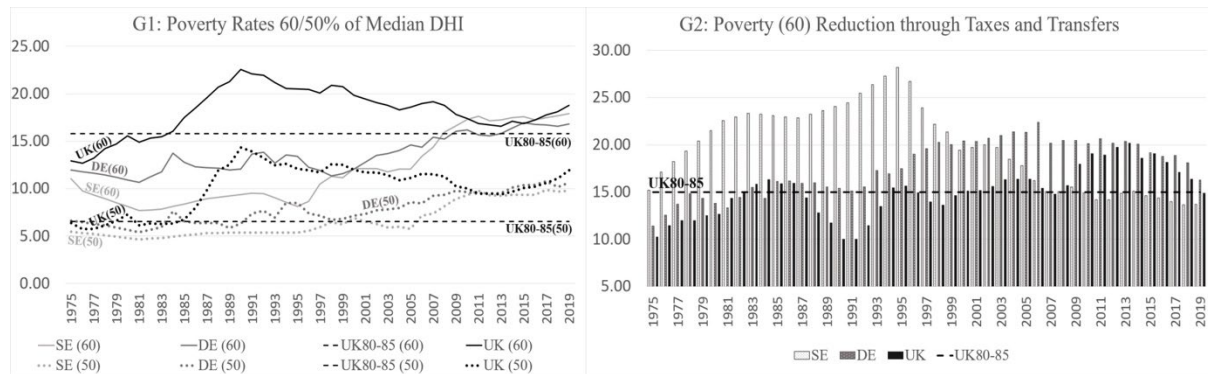 G1: Poverty Rates 60/50% of Median DHI
25.00
20.00
15.00
10.00
5.00
0.00
UK(60)
DE(60)
SE(60)
UK(50)
SE(50)
DE(50)
UK80-85(60)
UK80-85(50)
1975
1977
1979
1981
1983
1985
1987
1989
1991
1993
1995
1997
1999
2001
2003
2005
2007
2009
2011
2013
2015
2017
2019
SE (60)
DE (60)
UK80-85 (60)
UK (60)
SE (50)
DE (50)
UK80-85 (50)
UK (50)
G2: Poverty (60) Reduction through Taxes and Transfers
30.00
25.00
20.00
15.00
10.00
5.00
UK80-85
1975
1977
1979
1981
1983
1985
1987
1989
1991
1993
1995
1997
1999
2001
2003
2005
2007
2009
2011
2013
2015
2017
2019
SE
DE
UK
UK80-85